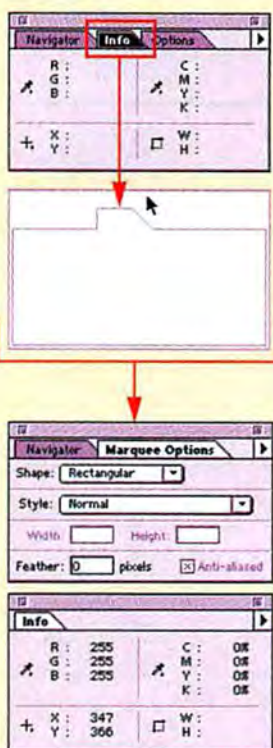 Navigator Info Options
R :
G :
B :
C :
M :
Y :
K :
X :
Y :
W :
H :
Navigator Marquee Options
Shape: Rectangular
Style: Normal
Width: Height:
Feather: 0 pixels Anti-aliased
Info
R : 255
G : 255
B : 255
C : 0%
M : 0%
Y : 0%
K : 0%
X : 347
Y : 366
W :
H :